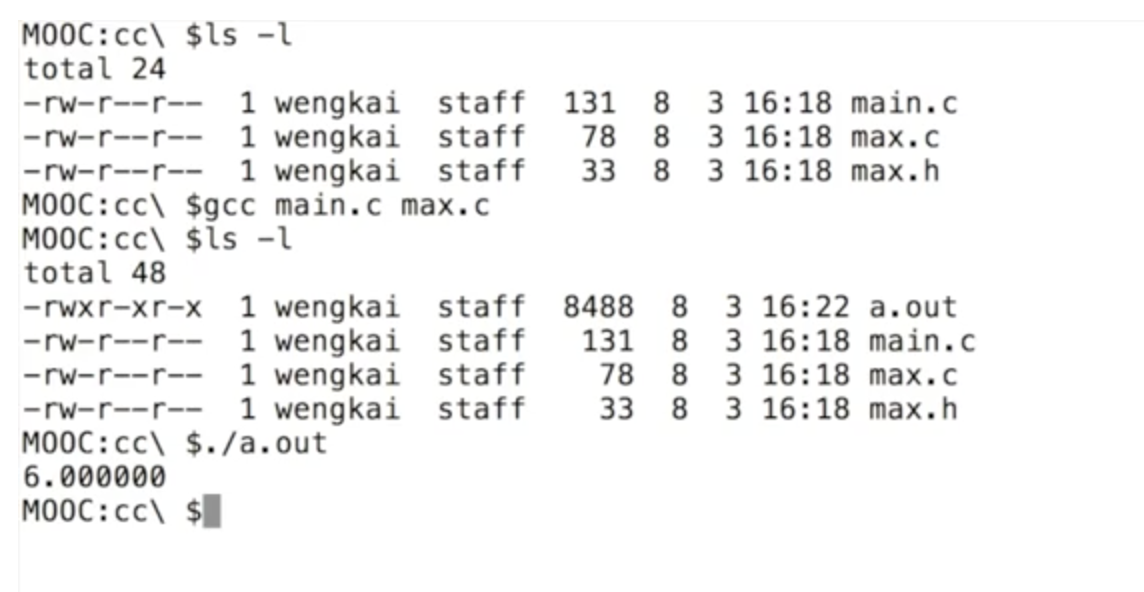 MOOC:cc\ $ls -l
total 24
-rw-r--r--  1 wengkai  staff  131  8  3 16:18 main.c
-rw-r--r--  1 wengkai  staff   78  8  3 16:18 max.c
-rw-r--r--  1 wengkai  staff   33  8  3 16:18 max.h
MOOC:cc\ $gcc main.c max.c
MOOC:cc\ $ls -l
total 48
-rwxr-xr-x  1 wengkai  staff  8488  8  3 16:22 a.out
-rw-r--r--  1 wengkai  staff   131  8  3 16:18 main.c
-rw-r--r--  1 wengkai  staff    78  8  3 16:18 max.c
-rw-r--r--  1 wengkai  staff    33  8  3 16:18 max.h
MOOC:cc\ $./a.out
6.000000
MOOC:cc\ $